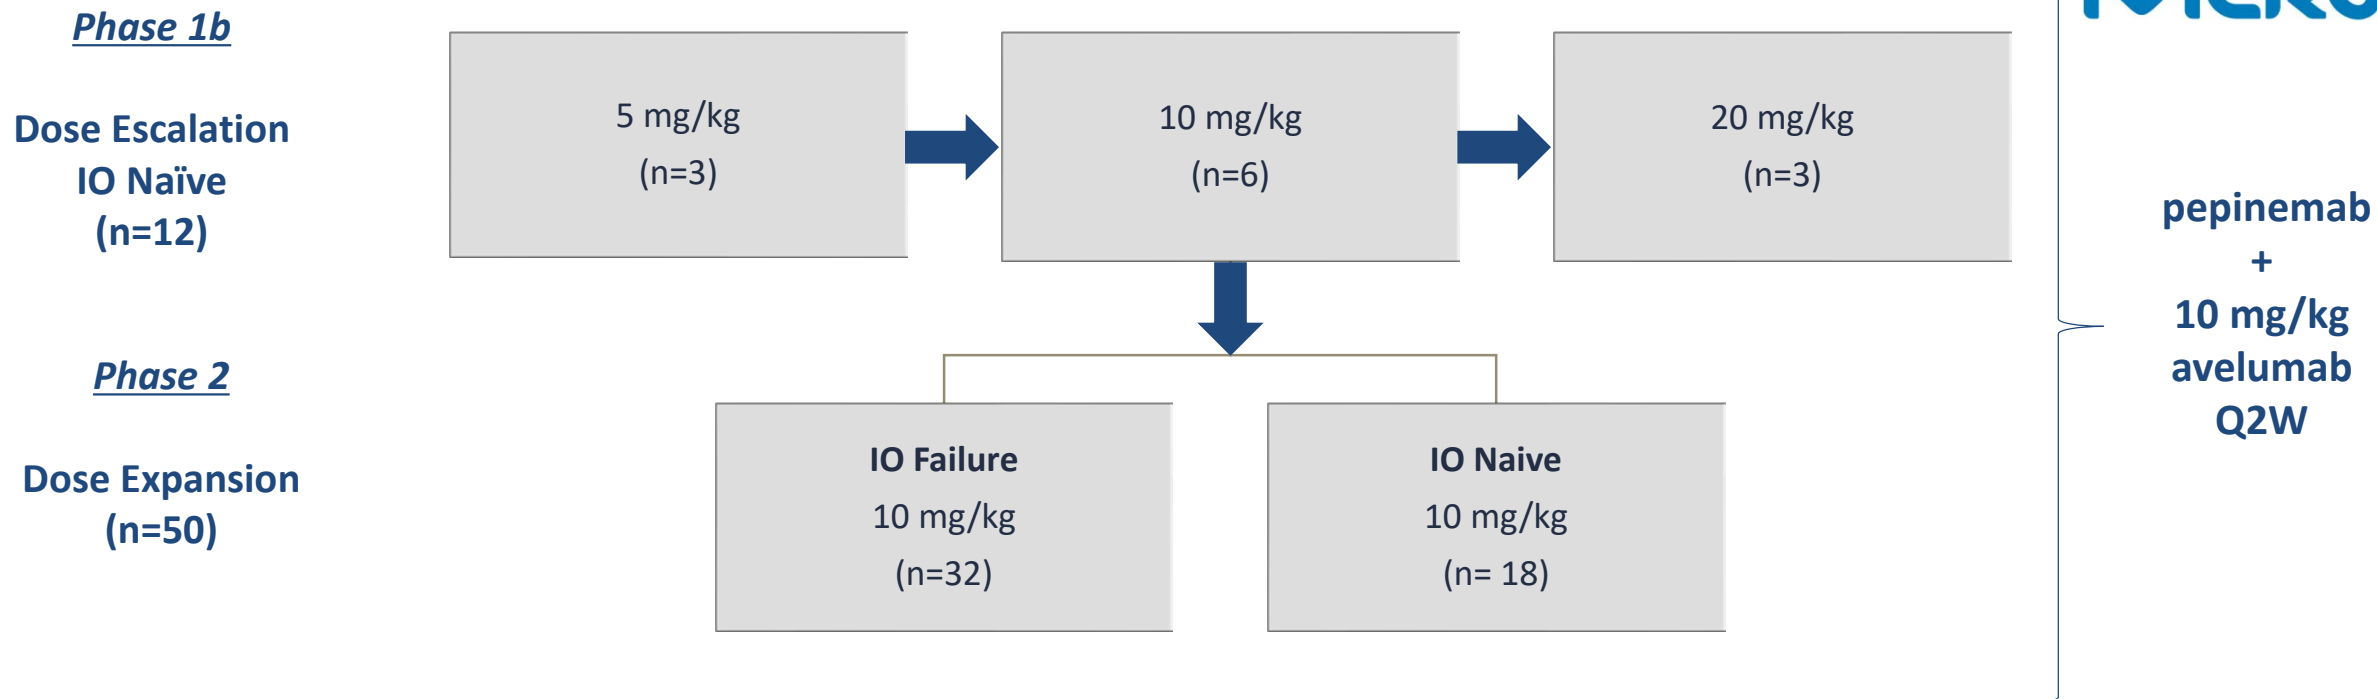 Phase 1b
Dose Escalation
IO Naïve
(n=12)
5 mg/kg
(n=3)
10 mg/kg
(n=6)
20 mg/kg
(n=3)
Phase 2
Dose Expansion
(n=50)
IO Failure
10 mg/kg
(n=32)
IO Naive
10 mg/kg
(n= 18)
pepinemab
+
10 mg/kg
avelumab
Q2W